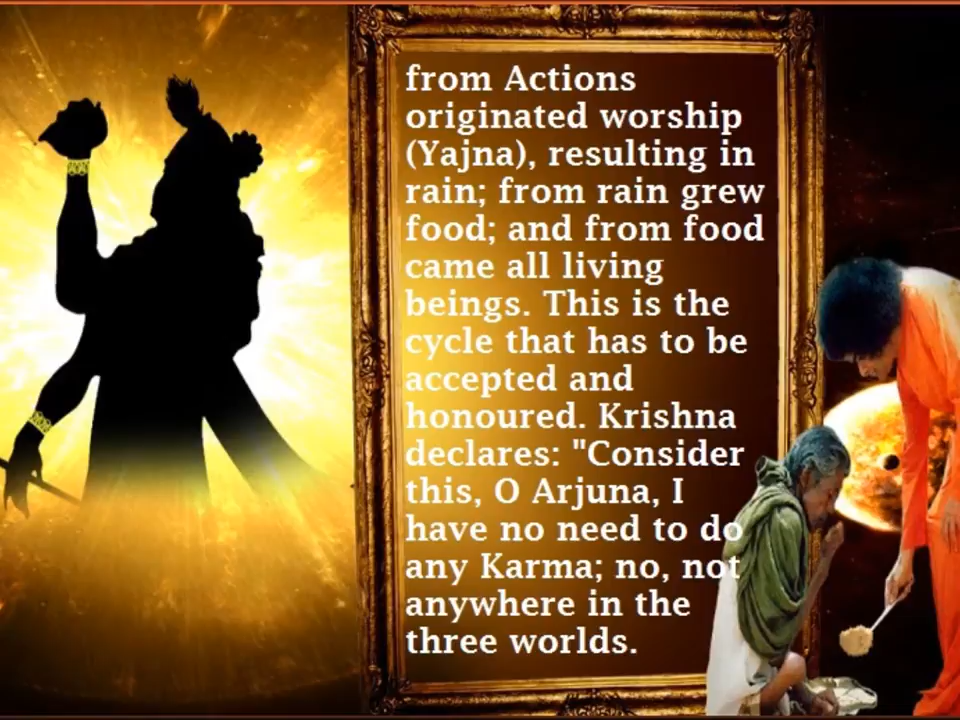 from Actions
originated worship
(Yajna), resulting in
rain; from rain grew
food; and from food
came all living
beings. This is the
cycle that has to be
accepted and
honoured. Krishna
declares: "Consider
this, O Arjuna, I
have no need to do
any Karma; no, not
anywhere in the
three worlds.